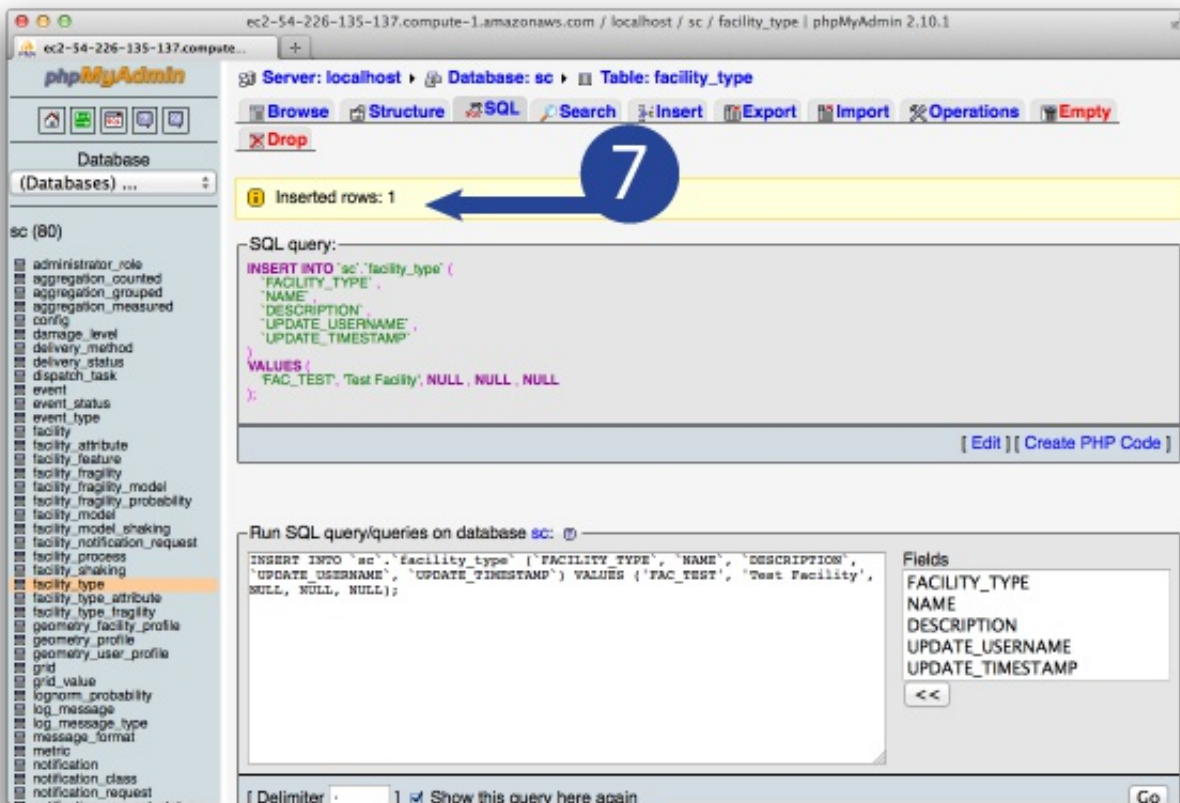 ec2-54-226-135-137.compute-1.amazonaws.com / localhost / sc / facility_type | phpMyAdmin 2.10.1
ec2-54-226-135-137.compute...
phpMyAdmin
Server: localhost Database: sc Table: facility_type
Browse Structure SQL Search Insert Export Import Operations Empty
Drop
Database
(Databases) ...
7
Inserted rows: 1
sc (80)
administrator_role
aggregation_counted
aggregation_grouped
aggregation_measured
config
damage_level
delivery_method
delivery_status
dispatch_task
event
event_status
event_type
facility
facility_attribute
facility_feature
facility_fragility
facility_fragility_model
facility_fragility_probability
facility_model
facility_model_shaking
facility_notification_request
facility_process
facility_shaking
facility_type
facility_type_attribute
facility_type_fragility
geometry_facility_profile
geometry_profile
geometry_user_profile
grid
grid_value
lognorm_probability
log_message
log_message_type
message_format
metric
notification
notification_class
notification_request
SQL query:
INSERT INTO `sc`.`facility_type` (
`FACILITY_TYPE` ,
`NAME` ,
`DESCRIPTION` ,
`UPDATE_USERNAME` ,
`UPDATE_TIMESTAMP`
)
VALUES (
'FAC_TEST', 'Test Facility', NULL , NULL , NULL
);
[ Edit ] [ Create PHP Code ]
Run SQL query/queries on database sc:
INSERT INTO `sc`.`facility_type` (`FACILITY_TYPE`, `NAME`, `DESCRIPTION`,
`UPDATE_USERNAME`, `UPDATE_TIMESTAMP`) VALUES ('FAC_TEST', 'Test Facility',
NULL, NULL, NULL);
Fields
FACILITY_TYPE
NAME
DESCRIPTION
UPDATE_USERNAME
UPDATE_TIMESTAMP
<<
[ Delimiter ; ] Show this query here again Go